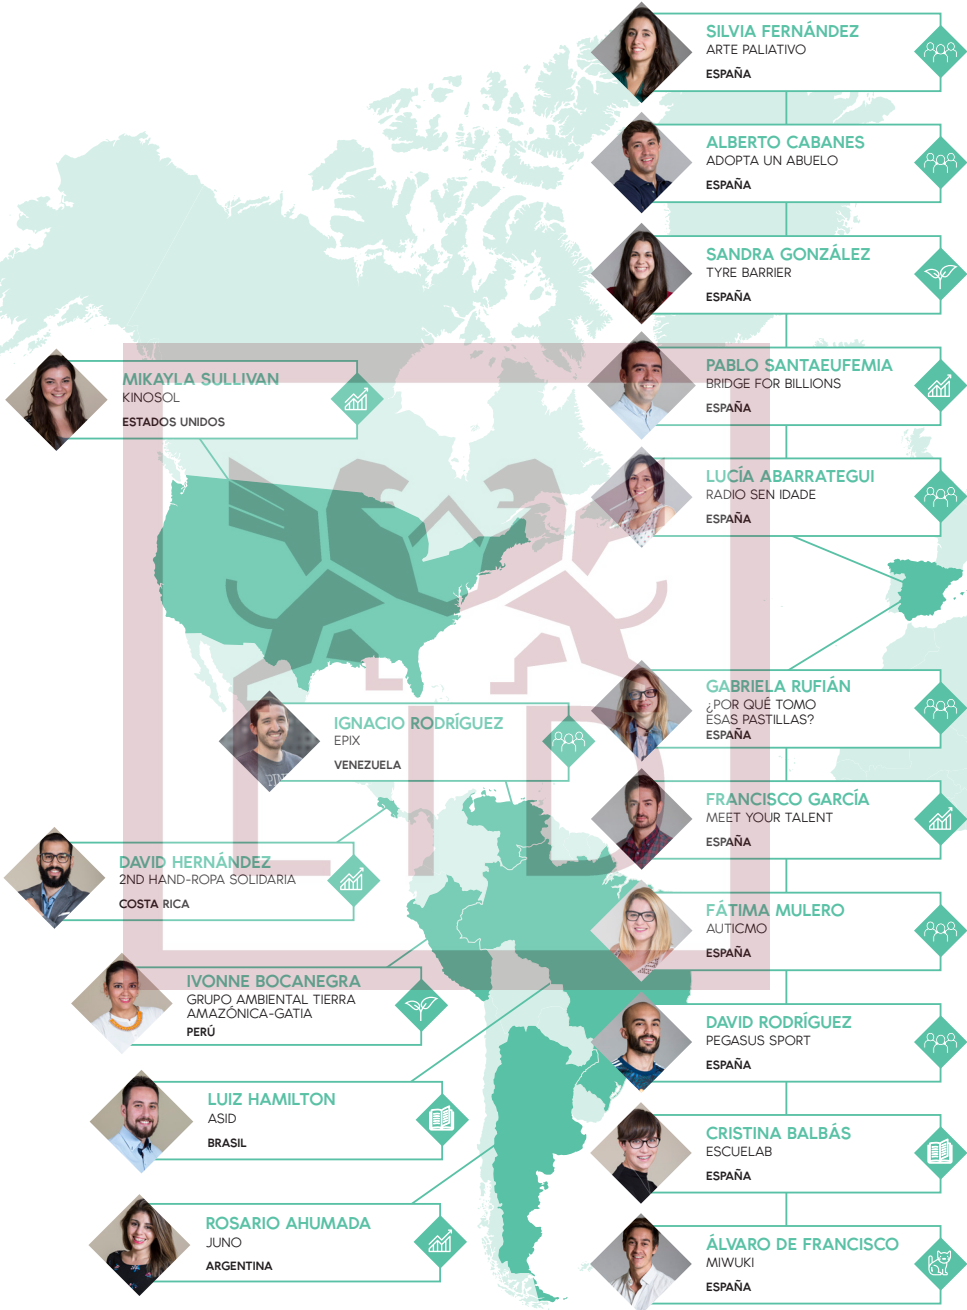 SILVIA FERNÁNDEZ
ARTE PALIATIVO
ESPAÑA
ALBERTO CABANES
ADOPTA UN ABUELO
ESPAÑA
SANDRA GONZÁLEZ
TYRE BARRIER
ESPAÑA
PABLO SANTAEUFEMIA
BRIDGE FOR BILLIONS
ESPAÑA
LUCÍA ABARRATEGUI
RADIO SEN IDADE
ESPAÑA
MIKAYLA SULLIVAN
KINOSOL
ESTADOS UNIDOS
IGNACIO RODRÍGUEZ
EPIX
VENEZUELA
DAVID HERNÁNDEZ
2ND HAND-ROPA SOLIDARIA
COSTA RICA
IVONNE BOCANEGRA
GRUPO AMBIENTAL TIERRA
AMAZÓNICA-GATIA
PERÚ
LUIZ HAMILTON
ASID
BRASIL
ROSARIO AHUMADA
JUNO
ARGENTINA
GABRIELA RUFIÁN
¿POR QUÉ TOMO
ESAS PASTILLAS?
ESPAÑA
FRANCISCO GARCÍA
MEET YOUR TALENT
ESPAÑA
FÁTIMA MULERO
AUTICMO
ESPAÑA
DAVID RODRÍGUEZ
PEGASUS SPORT
ESPAÑA
CRISTINA BALBÁS
ESCUELAB
ESPAÑA
ÁLVARO DE FRANCISCO
MIWUKI
ESPAÑA
LID